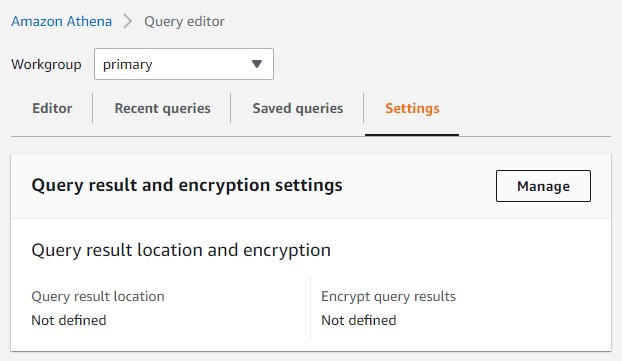 Amazon Athena > Query editor
Workgroup primary
Editor Recent queries Saved queries Settings
Query result and encryption settings Manage
Query result location and encryption
Query result location Encrypt query results
Not defined Not defined